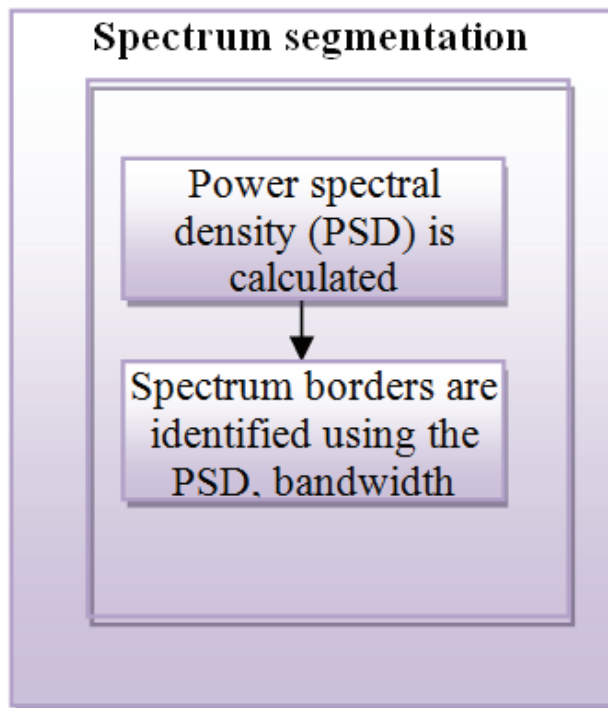 Spectrum segmentation
Power spectral
density (PSD) is
calculated
Spectrum borders are
identified using the
PSD, bandwidth